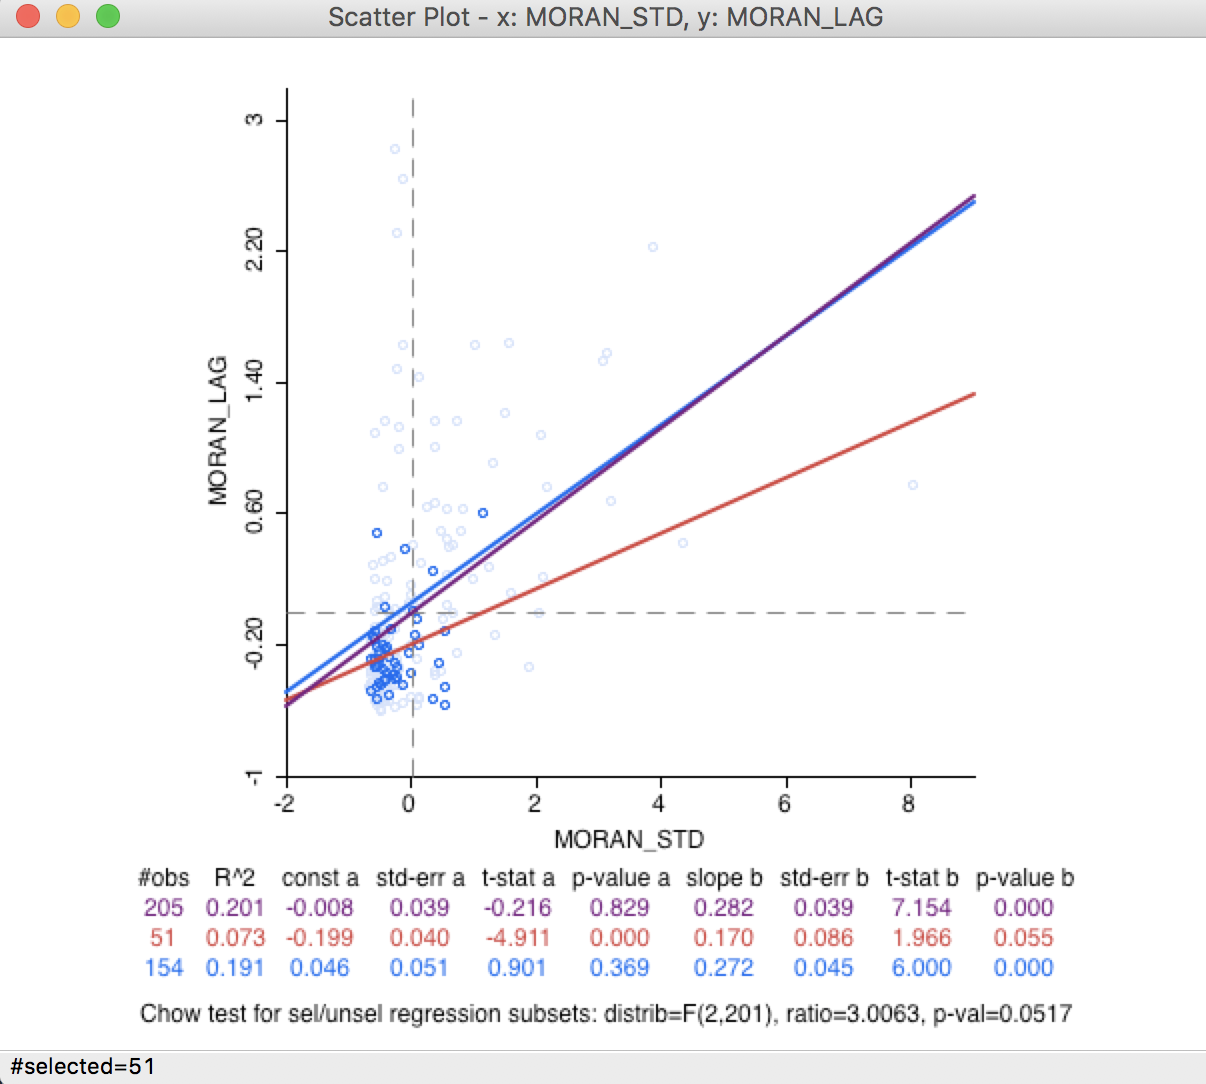 Scatter Plot - x: MORAN_STD, y: MORAN_LAG
3
2.20
1.40
0.60
-0.20
-1
MORAN_LAG
-2 0 2 4 6 8
MORAN_STD
#obs R^2 const a std-err a t-stat a p-value a slope b std-err b t-stat b p-value b
205 0.201 -0.008 0.039 -0.216 0.829 0.282 0.039 7.154 0.000
51 0.073 -0.199 0.040 -4.911 0.000 0.170 0.086 1.966 0.055
154 0.191 0.046 0.051 0.901 0.369 0.272 0.045 6.000 0.000
Chow test for sel/unsel regression subsets: distrib=F(2,201), ratio=3.0063, p-val=0.0517
#selected=51